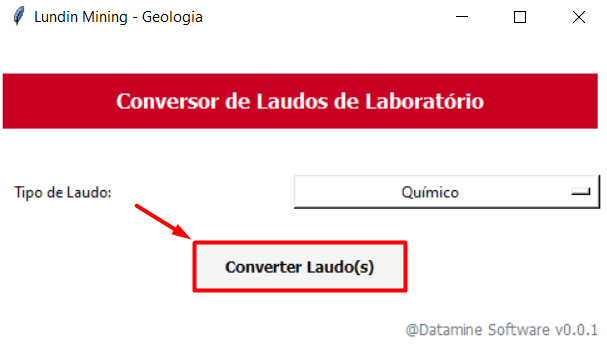 Lundin Mining - Geologia
Conversor de Laudos de Laboratório
Tipo de Laudo:
Químico
Converter Laudo(s)
@Datamine Software v0.0.1